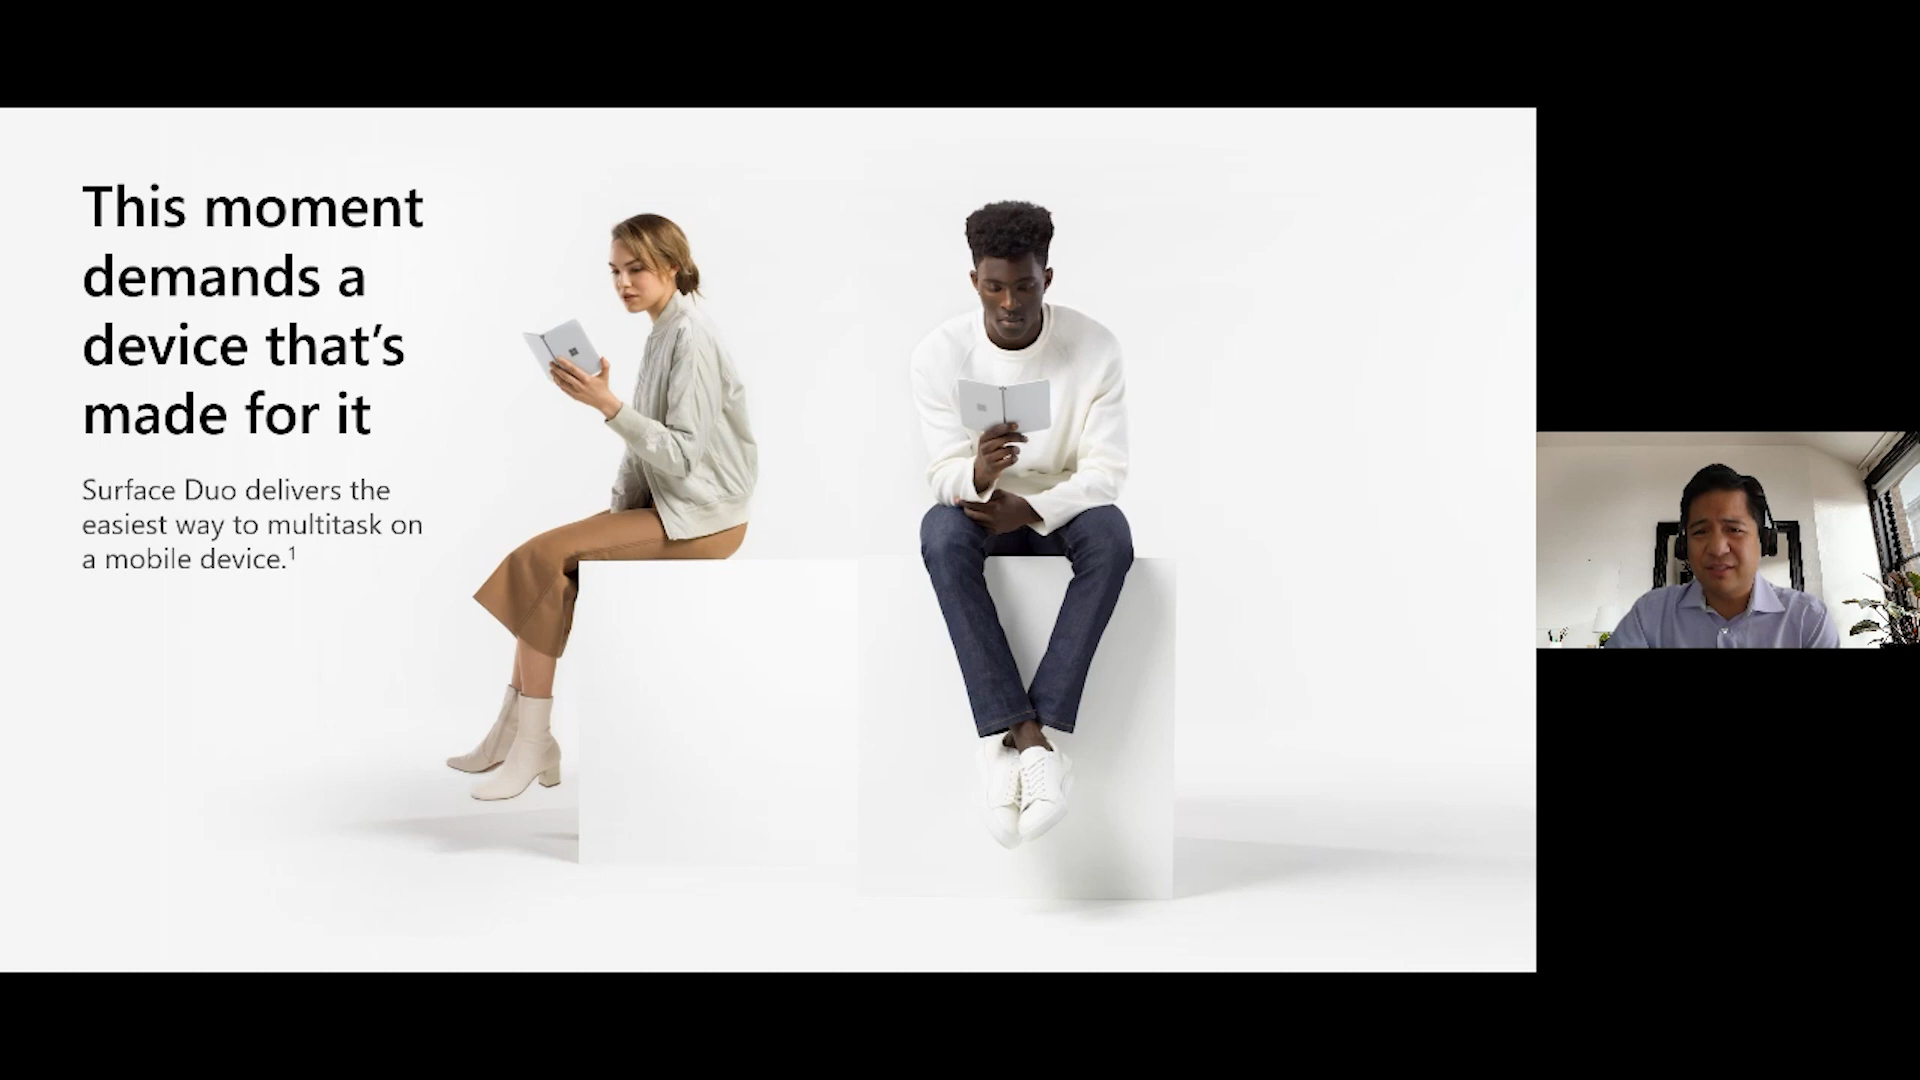 This moment
demands a
device that’s
made for it
Surface Duo delivers the
easiest way to multitask on
a mobile device.¹